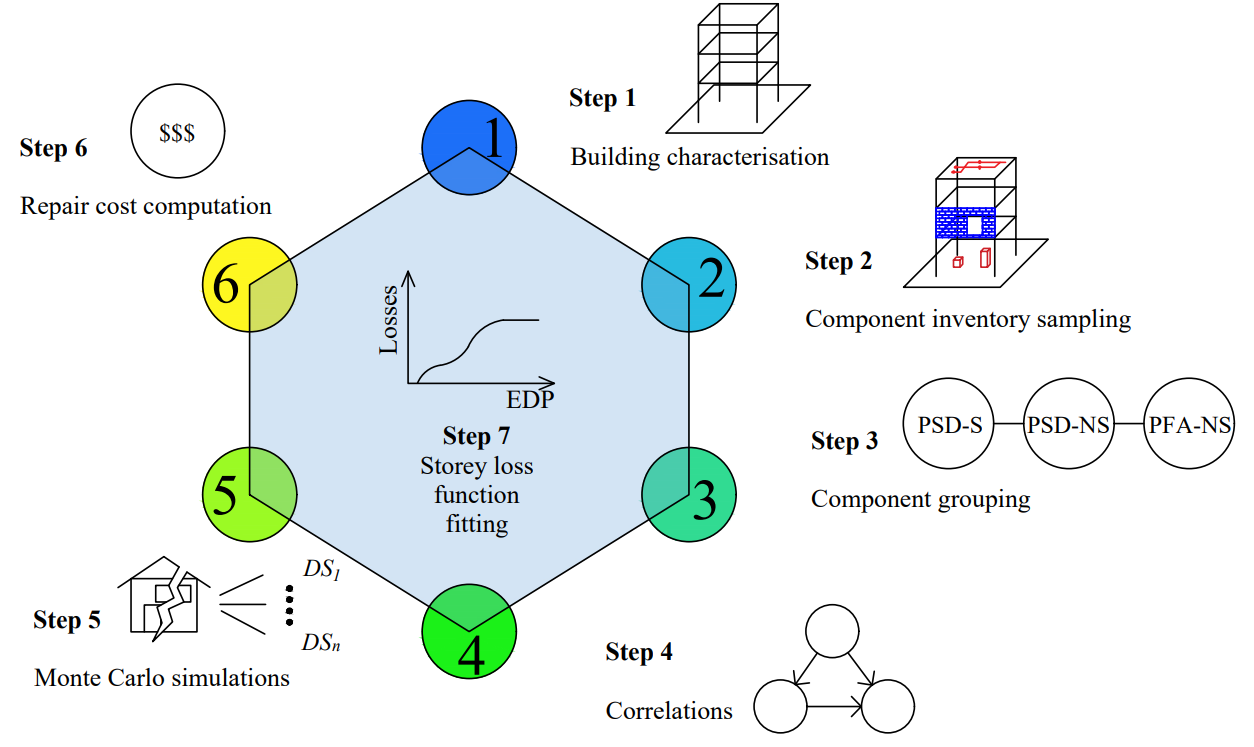 Step 1
Building characterisation
1
Step 2
Component inventory sampling
2
Step 3
PSD-S
PSD-NS
PFA-NS
Component grouping
3
Step 4
Correlations
4
Step 5
DS1
DSn
Monte Carlo simulations
5
Step 6
$$$
Repair cost computation
6
Losses
EDP
Step 7
Storey loss
function
fitting